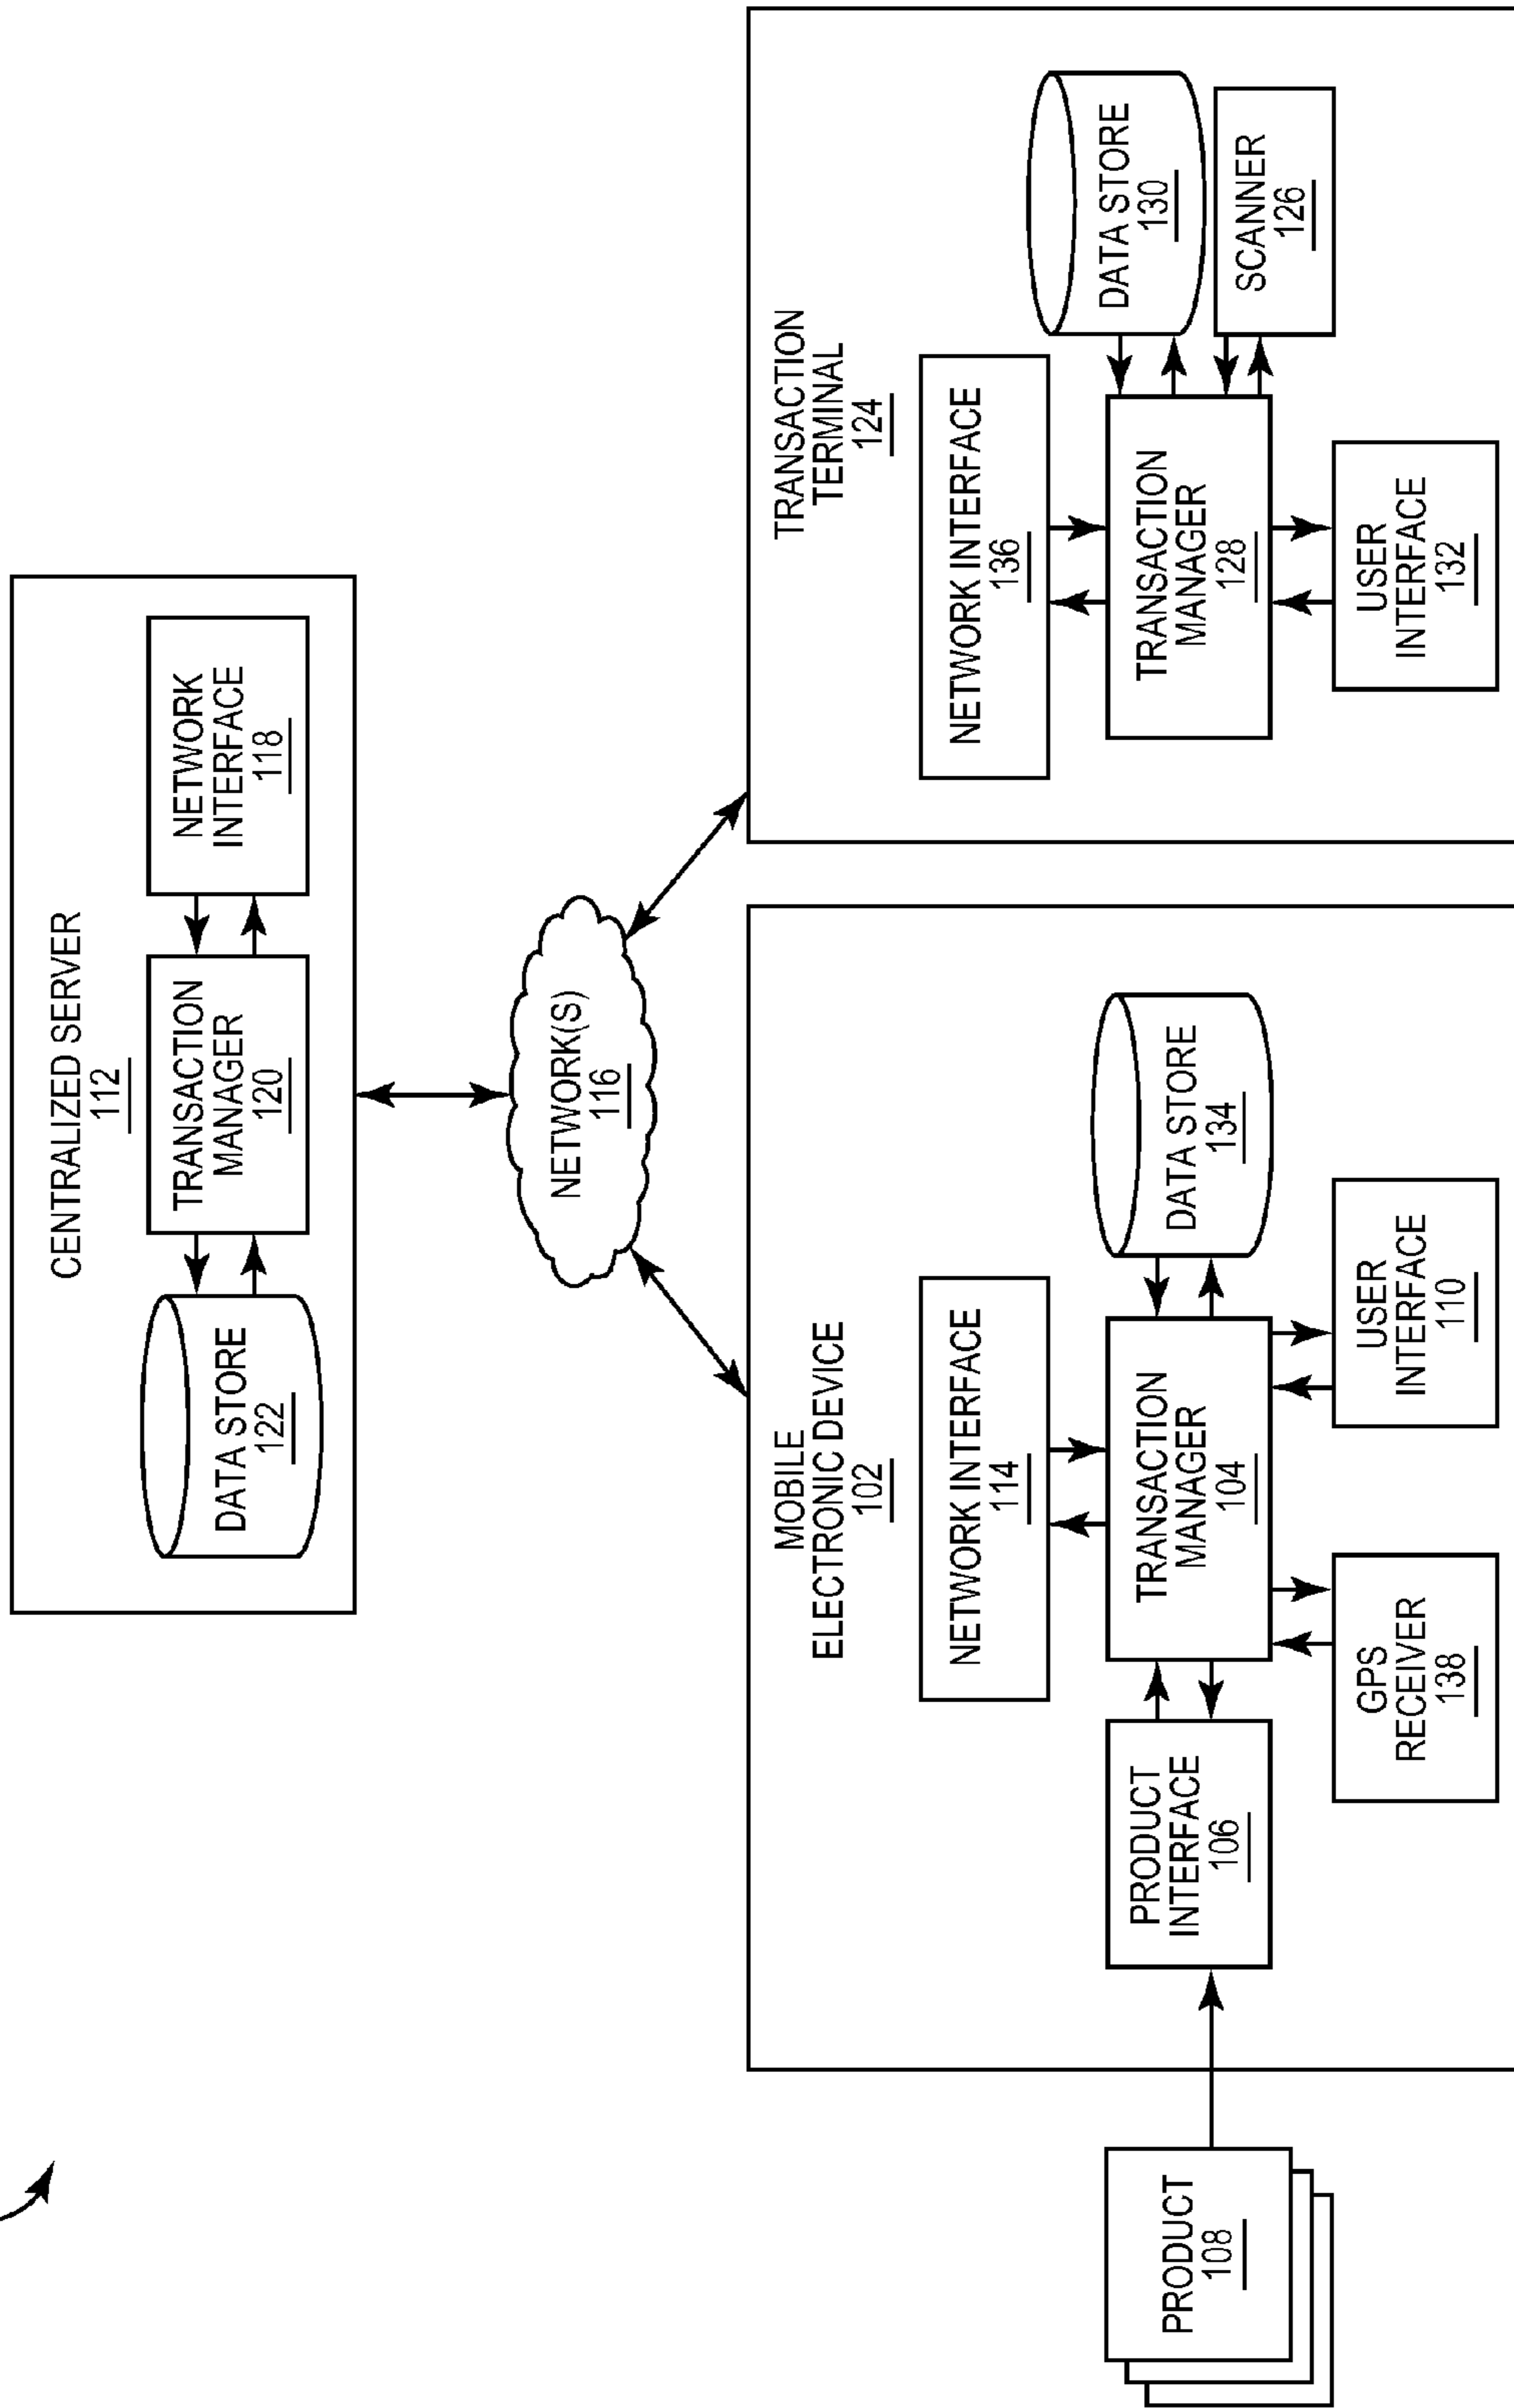 CENTRALIZED SERVER
112
DATA STORE
122
TRANSACTION
MANAGER
120
NETWORK
INTERFACE
118
NETWORK(S)
116
MOBILE
ELECTRONIC DEVICE
102
NETWORK INTERFACE
114
PRODUCT
108
PRODUCT
INTERFACE
106
TRANSACTION
MANAGER
104
DATA STORE
134
GPS
RECEIVER
138
USER
INTERFACE
110
TRANSACTION
TERMINAL
124
NETWORK INTERFACE
136
TRANSACTION
MANAGER
128
DATA STORE
130
SCANNER
126
USER
INTERFACE
132